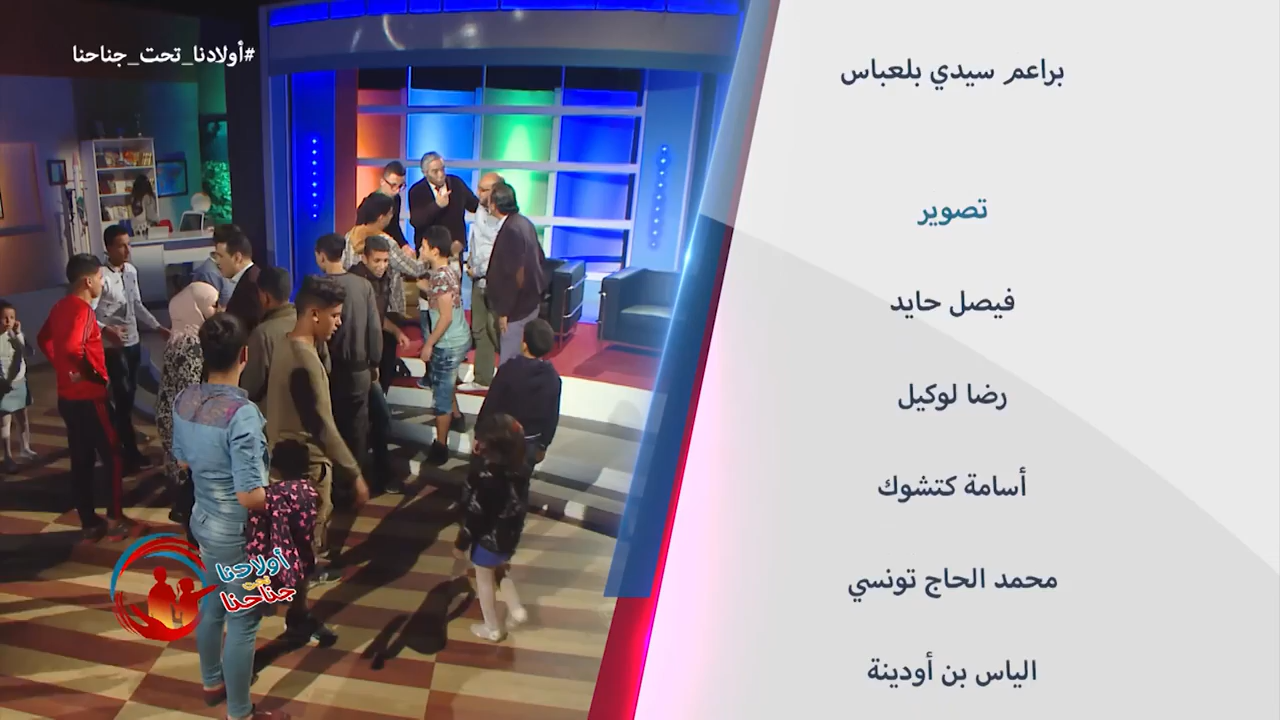 #أولادنا_تحت_جناحنا
براعم سيدي بلعباس
تصوير
فيصل حايد
رضا لوكيل
أسامة كتشوك
محمد الحاج تونسي
الياس بن أودينة
أولادنا
تحت
جناحنا